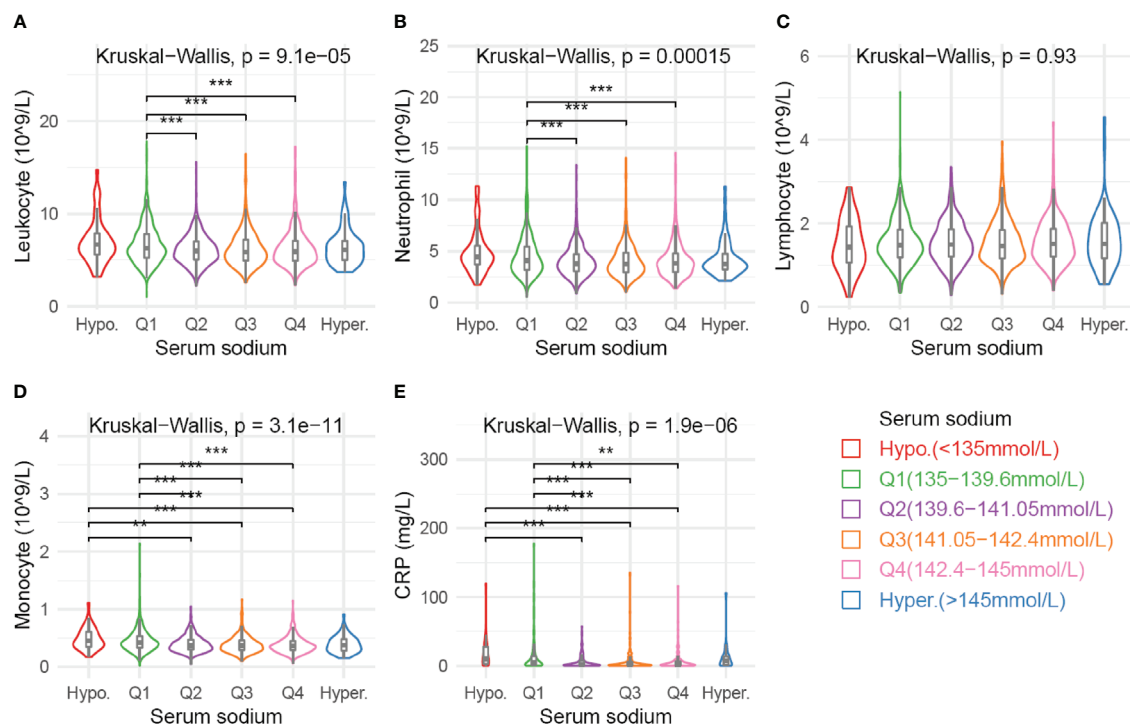 A
Kruskal−Wallis, p = 9.1e−05
***
***
***
20
10
0
Leukocyte (10^9/L)
Hypo. Q1 Q2 Q3 Q4 Hyper.
Serum sodium
B
Kruskal−Wallis, p = 0.00015
***
***
***
25
20
15
10
5
0
Neutrophil (10^9/L)
Hypo. Q1 Q2 Q3 Q4 Hyper.
Serum sodium
C
Kruskal−Wallis, p = 0.93
6
4
2
0
Lymphocyte (10^9/L)
Hypo. Q1 Q2 Q3 Q4 Hyper.
Serum sodium
D
Kruskal−Wallis, p = 3.1e−11
***
***
***
***
***
**
4
3
2
1
0
Monocyte (10^9/L)
Hypo. Q1 Q2 Q3 Q4 Hyper.
Serum sodium
E
Kruskal−Wallis, p = 1.9e−06
**
***
***
***
***
***
300
200
100
0
CRP (mg/L)
Hypo. Q1 Q2 Q3 Q4 Hyper.
Serum sodium
Serum sodium
Hypo.(<135mmol/L)
Q1(135−139.6mmol/L)
Q2(139.6−141.05mmol/L)
Q3(141.05−142.4mmol/L)
Q4(142.4−145mmol/L)
Hyper.(>145mmol/L)